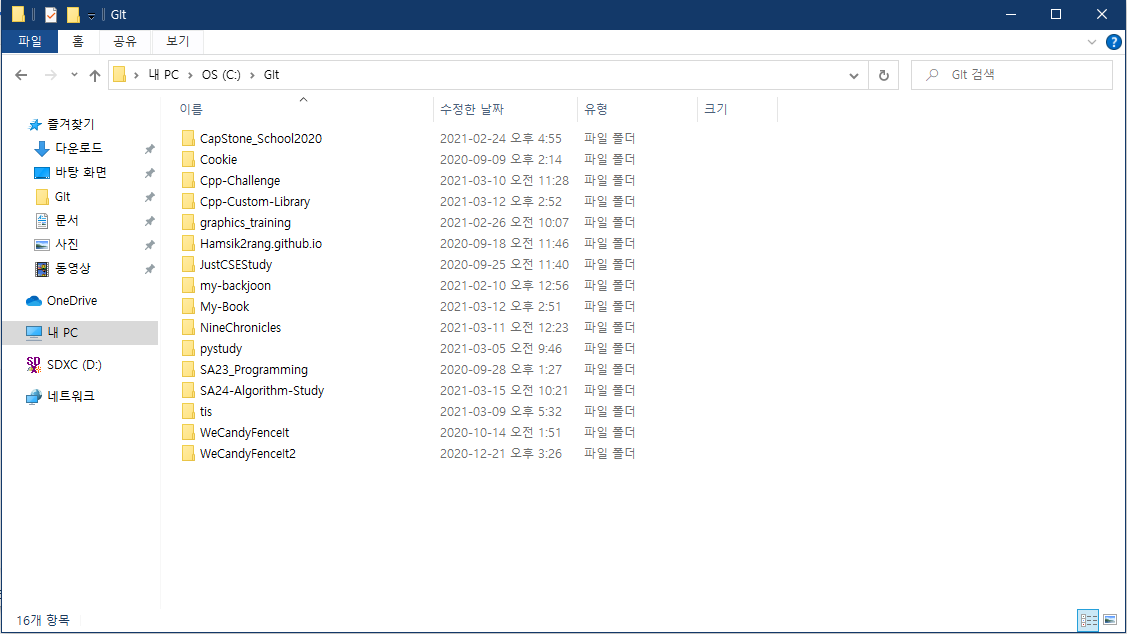 GIt
파일 홈 공유 보기
내 PC OS (C:) GIt GIt 검색
이름 수정한 날짜 유형 크기
즐겨찾기
다운로드
바탕 화면
GIt
문서
사진
동영상
OneDrive
내 PC
SDXC (D:)
네트워크
CapStone_School2020 2021-02-24 오후 4:55 파일 폴더
Cookie 2020-09-09 오후 2:14 파일 폴더
Cpp-Challenge 2021-03-10 오전 11:28 파일 폴더
Cpp-Custom-Library 2021-03-12 오후 2:52 파일 폴더
graphics_training 2021-02-26 오전 10:07 파일 폴더
Hamsik2rang.github.io 2020-09-18 오전 11:46 파일 폴더
JustCSEStudy 2020-09-25 오전 11:40 파일 폴더
my-backjoon 2021-02-10 오후 12:56 파일 폴더
My-Book 2021-03-12 오후 2:51 파일 폴더
NineChronicles 2021-03-11 오전 12:23 파일 폴더
pystudy 2021-03-05 오전 9:46 파일 폴더
SA23_Programming 2020-09-28 오후 1:27 파일 폴더
SA24-Algorithm-Study 2021-03-15 오전 10:21 파일 폴더
tis 2021-03-09 오후 5:32 파일 폴더
WeCandyFenceIt 2020-10-14 오전 1:51 파일 폴더
WeCandyFenceIt2 2020-12-21 오후 3:26 파일 폴더
16개 항목